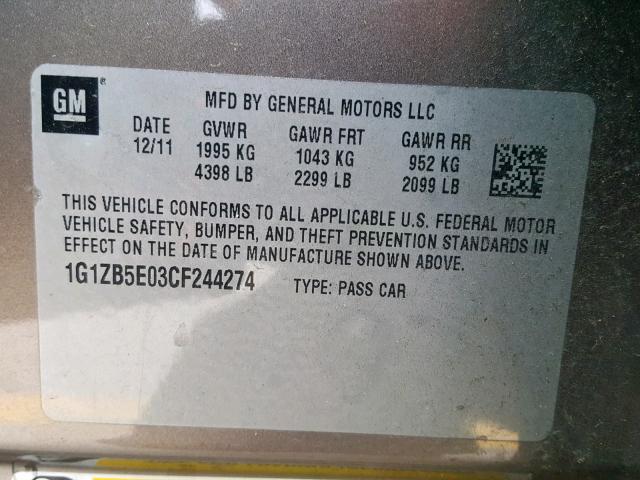 GM ®
MFD BY GENERAL MOTORS LLC
DATE GVWR GAWR FRT GAWR RR
12/11 1995 KG 1043 KG 952 KG
4398 LB 2299 LB 2099 LB
THIS VEHICLE CONFORMS TO ALL APPLICABLE U.S. FEDERAL MOTOR
VEHICLE SAFETY, BUMPER, AND THEFT PREVENTION STANDARDS IN
EFFECT ON THE DATE OF MANUFACTURE SHOWN ABOVE.
1G1ZB5E03CF244274 TYPE: PASS CAR